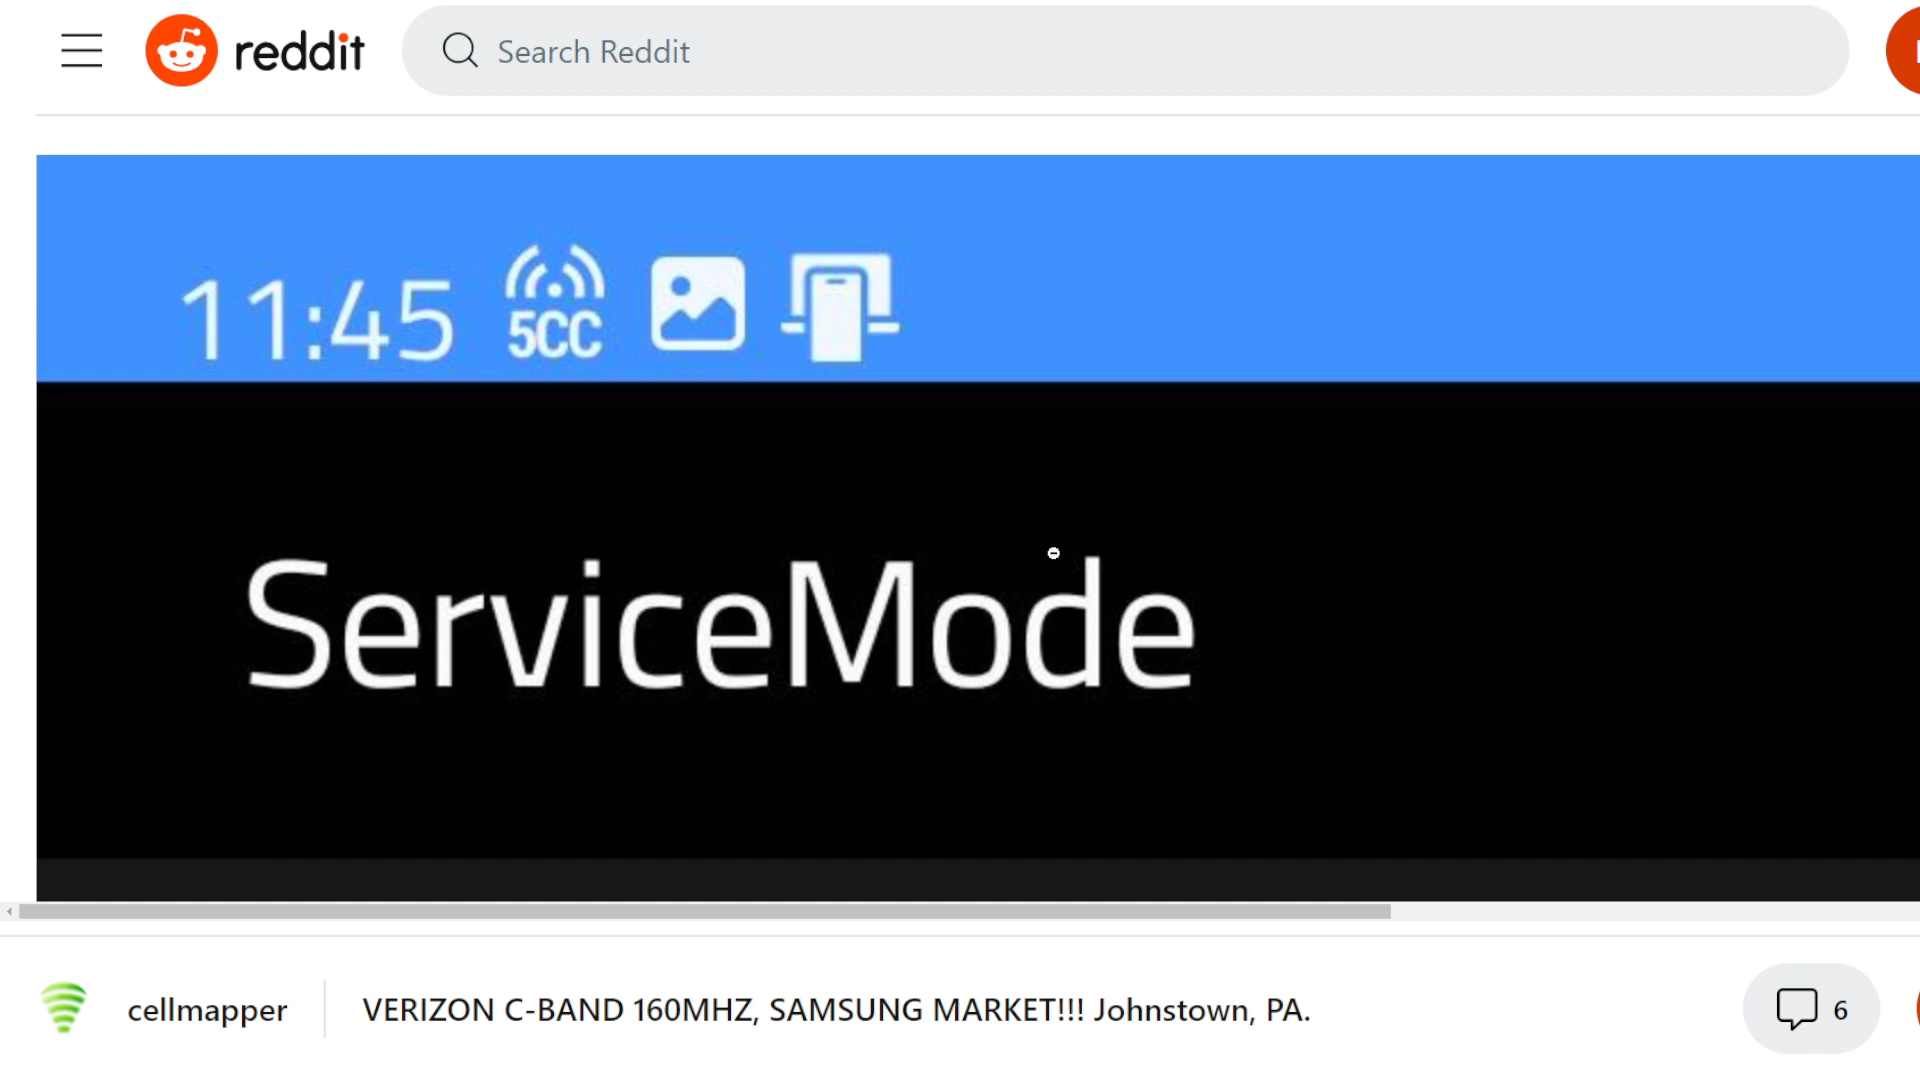 reddit
Search Reddit
11:45
5CC
ServiceMode
cellmapper
VERIZON C-BAND 160MHZ, SAMSUNG MARKET!!! Johnstown, PA.
6